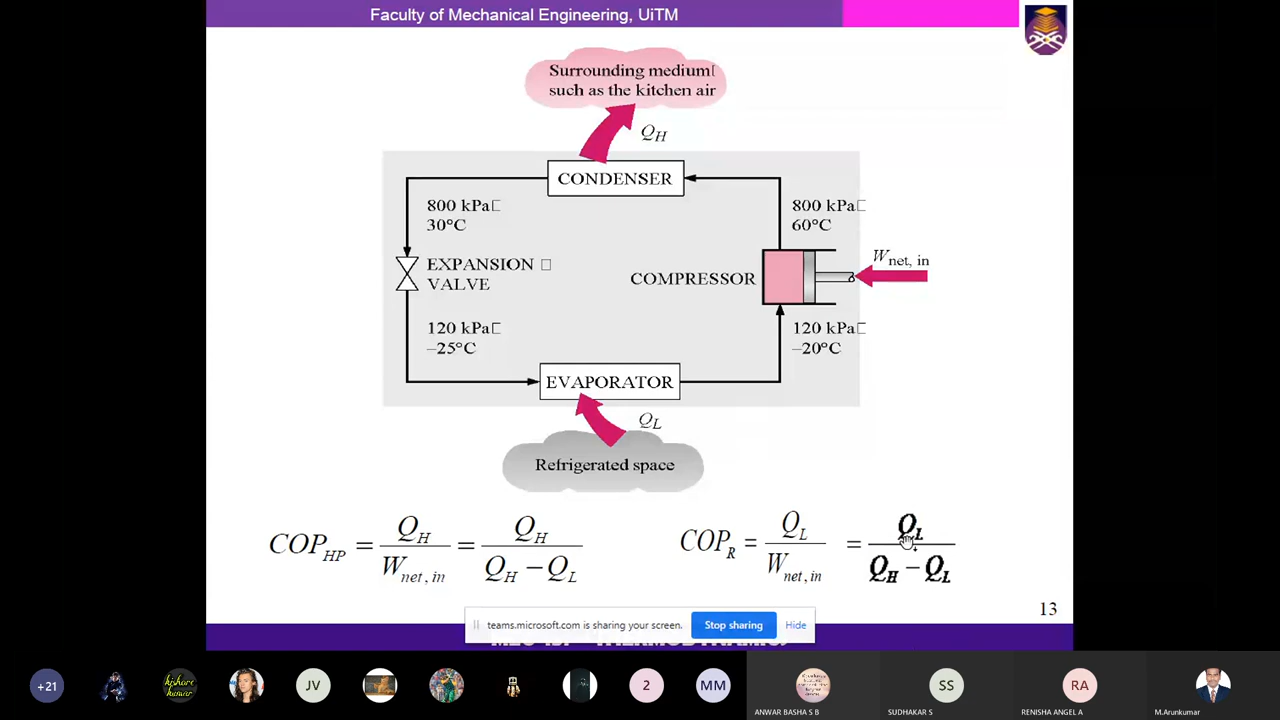 Faculty of Mechanical Engineering, UiTM
Surrounding medium
such as the kitchen air
Q_H
CONDENSER
800 kPa
30°C
800 kPa
60°C
EXPANSION
VALVE
COMPRESSOR
W_net, in
120 kPa
–25°C
120 kPa
–20°C
EVAPORATOR
Q_L
Refrigerated space
COP_HP = Q_H / W_net,in = Q_H / (Q_H – Q_L)
COP_R = Q_L / W_net,in = Q_L / (Q_H – Q_L)
13
teams.microsoft.com is sharing your screen. Stop sharing Hide
+21
kishore
kumar
JV
2
MM
SS
RA
ANWAR BASHA S B
SUDHAKAR S
RENISHA ANGEL A
M.Arunkumar